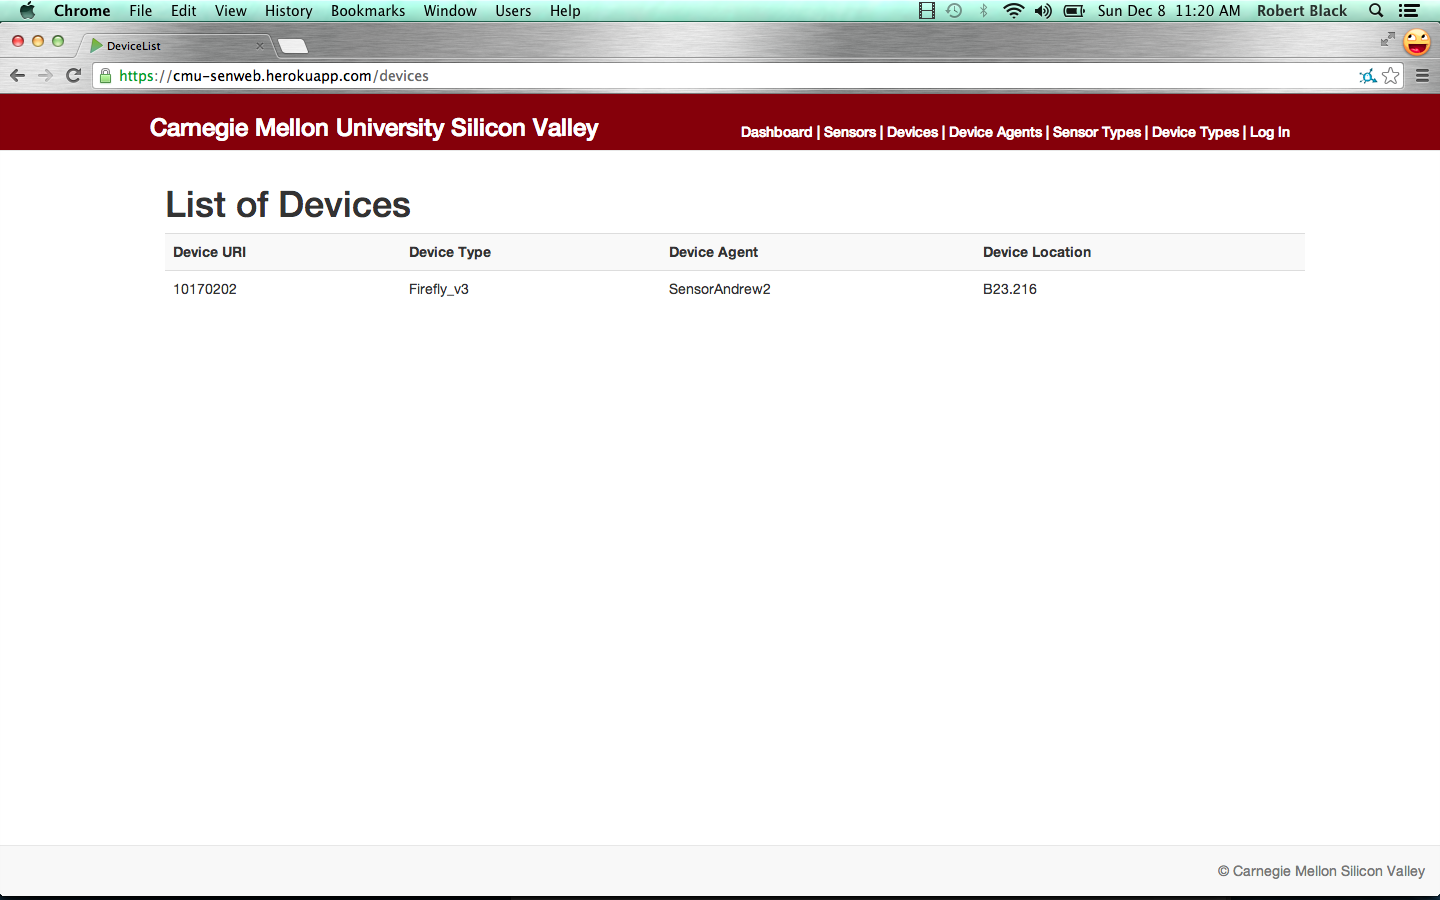 Chrome File Edit View History Bookmarks Window Users Help Sun Dec 8 11:20 AM Robert Black
DeviceList
https://cmu-senweb.herokuapp.com/devices
Carnegie Mellon University Silicon Valley
Dashboard | Sensors | Devices | Device Agents | Sensor Types | Device Types | Log In
List of Devices
Device URI Device Type Device Agent Device Location
10170202 Firefly_v3 SensorAndrew2 B23.216
© Carnegie Mellon Silicon Valley